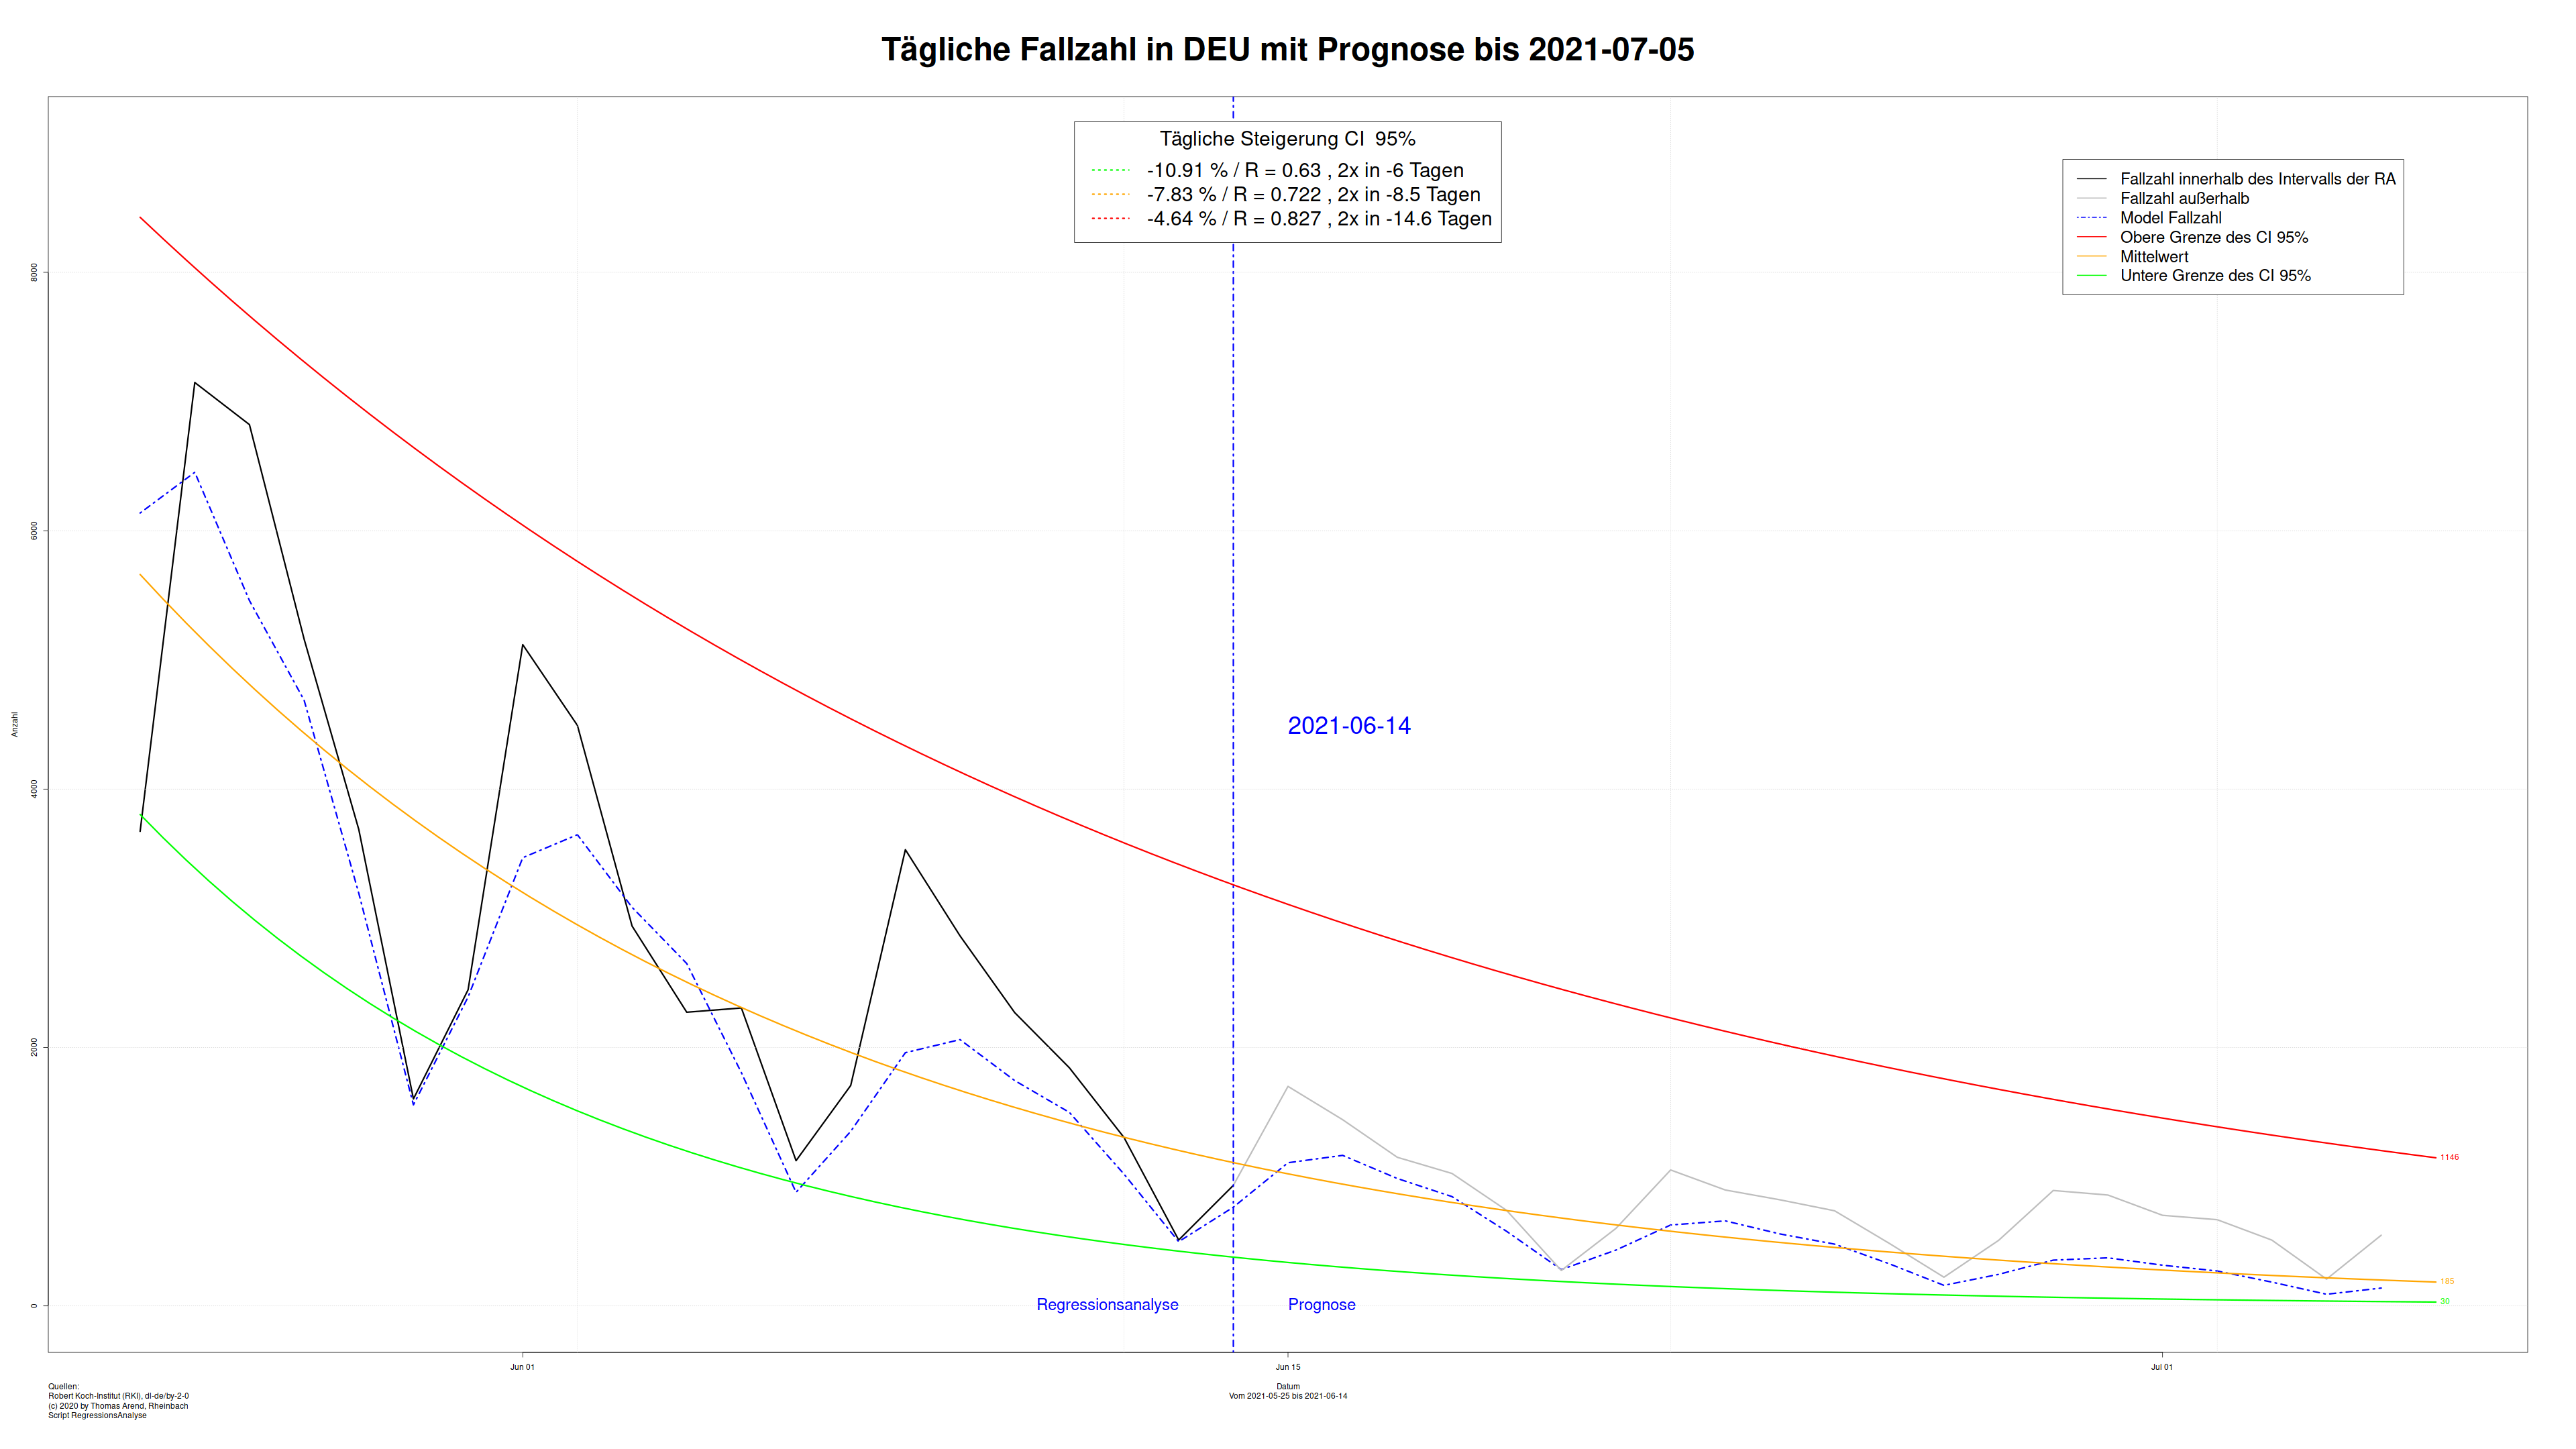 Tägliche Fallzahl in DEU mit Prognose bis 2021-07-05
Tägliche Steigerung CI  95%
-10.91 % / R = 0.63 , 2x in -6 Tagen
-7.83 % / R = 0.722 , 2x in -8.5 Tagen
-4.64 % / R = 0.827 , 2x in -14.6 Tagen
Fallzahl innerhalb des Intervalls der RA
Fallzahl außerhalb
Model Fallzahl
Obere Grenze des CI 95%
Mittelwert
Untere Grenze des CI 95%
8000
6000
4000
2000
0
Anzahl
2021-06-14
1146
185
30
Regressionsanalyse
Prognose
Jun 01
Jun 15
Jul 01
Datum
Vom 2021-05-25 bis 2021-06-14
Quellen:
Robert Koch-Institut (RKI), dl-de/by-2-0
(c) 2020 by Thomas Arend, Rheinbach
Script RegressionsAnalyse